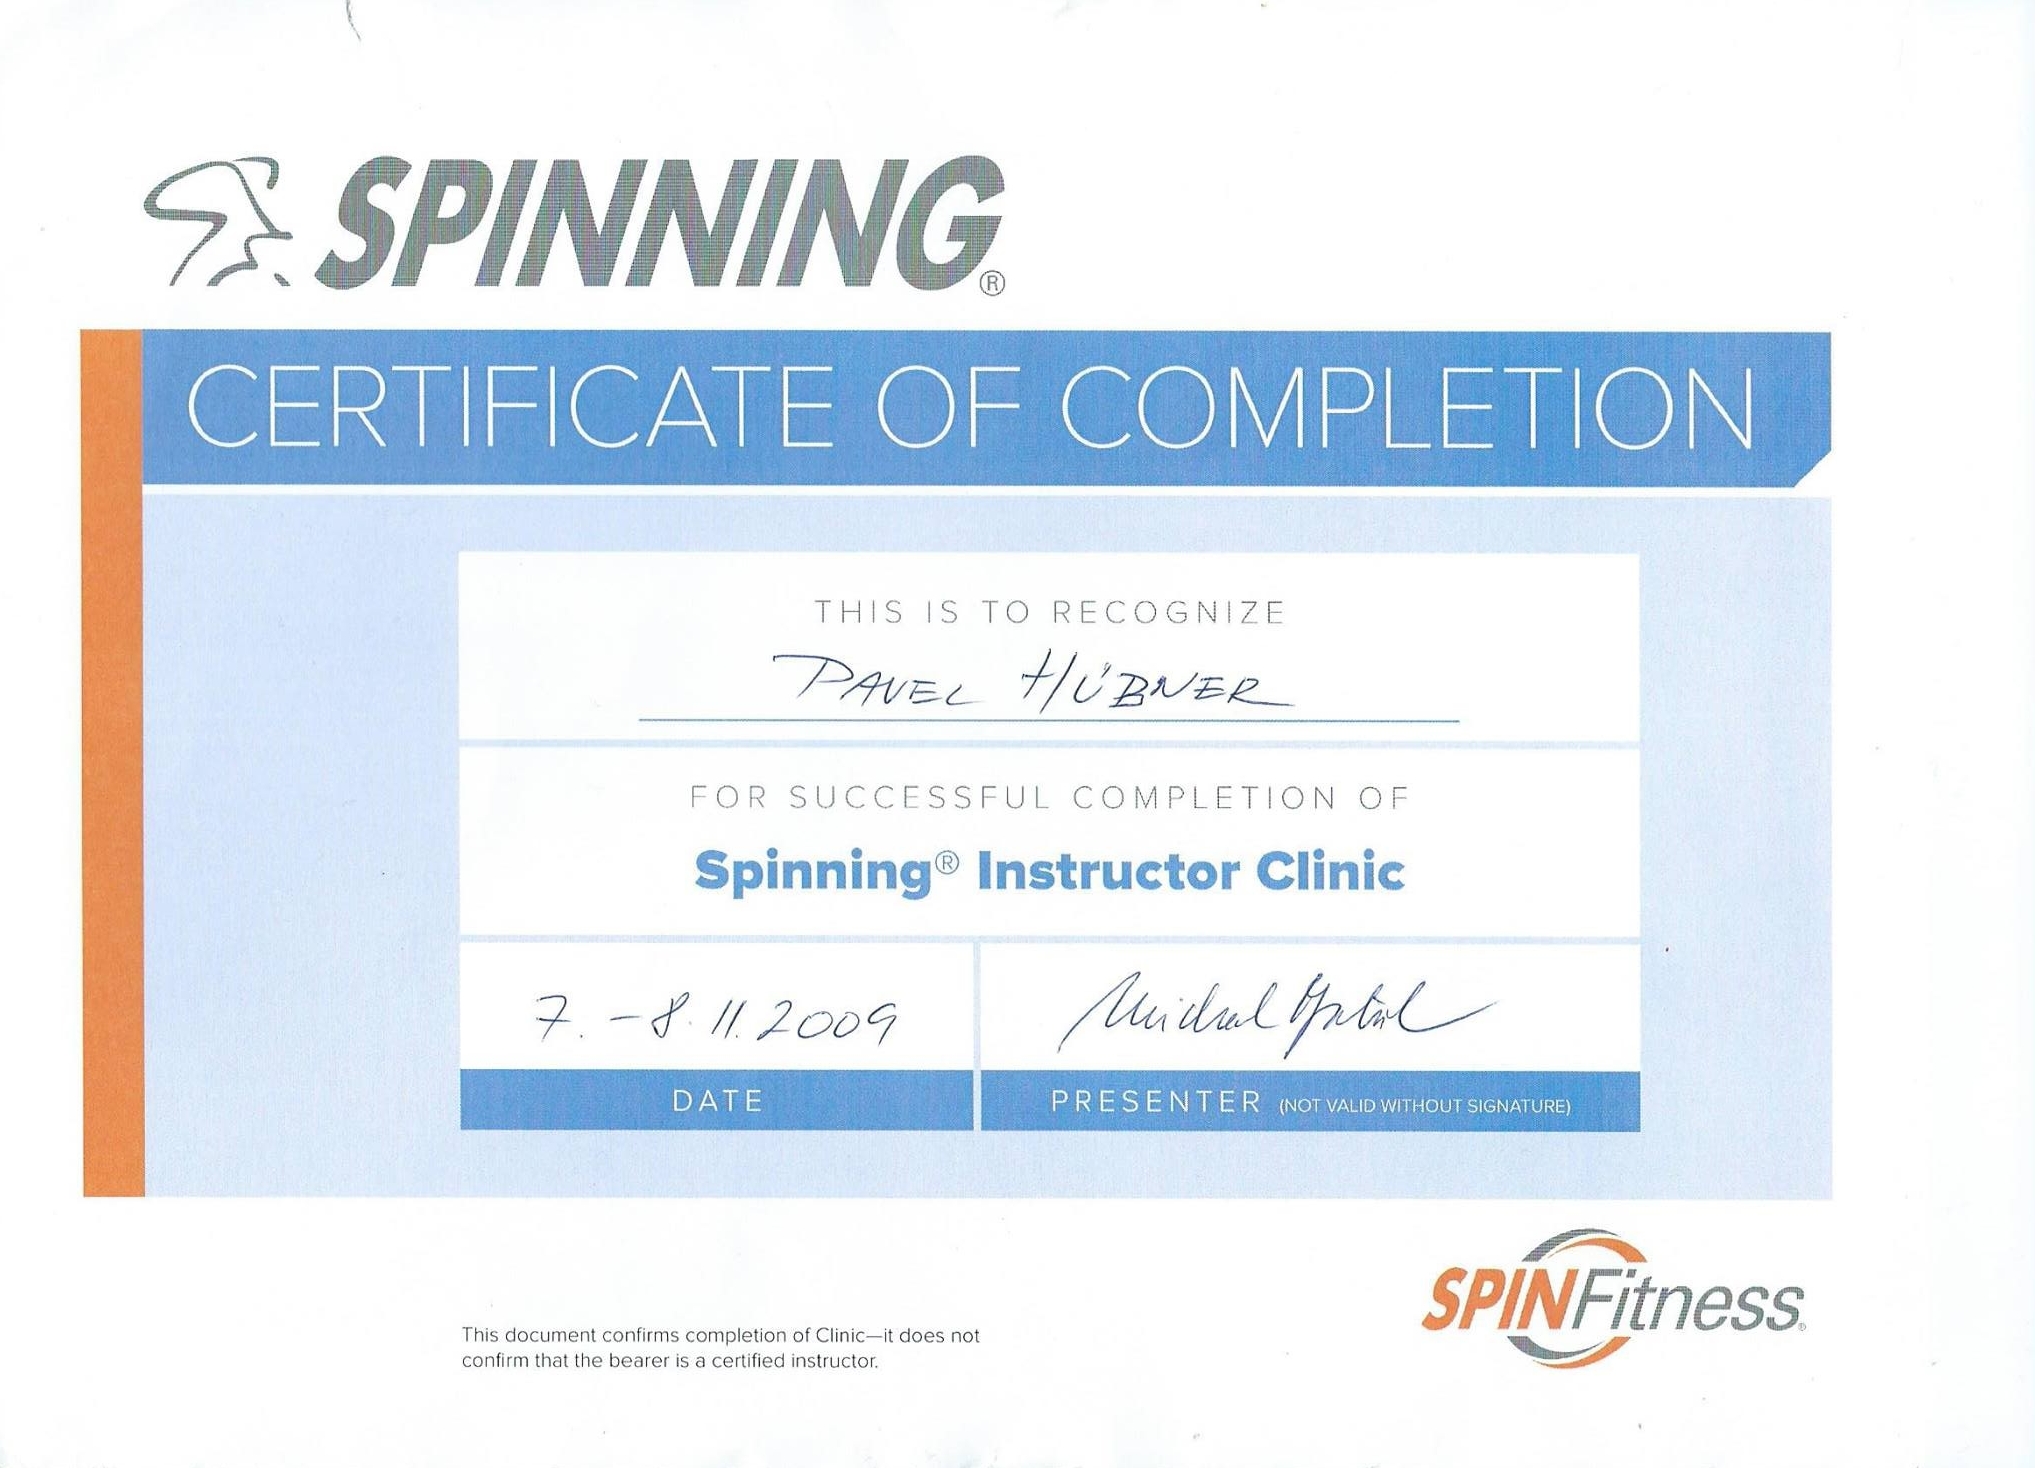 SPINNING®
CERTIFICATE OF COMPLETION
THIS IS TO RECOGNIZE
PAVEL HÜBNER
FOR SUCCESSFUL COMPLETION OF
Spinning® Instructor Clinic
7. - 8. 11. 2009
Michal
DATE
PRESENTER (NOT VALID WITHOUT SIGNATURE)
SPINFitness®
This document confirms completion of Clinic—it does not
confirm that the bearer is a certified instructor.